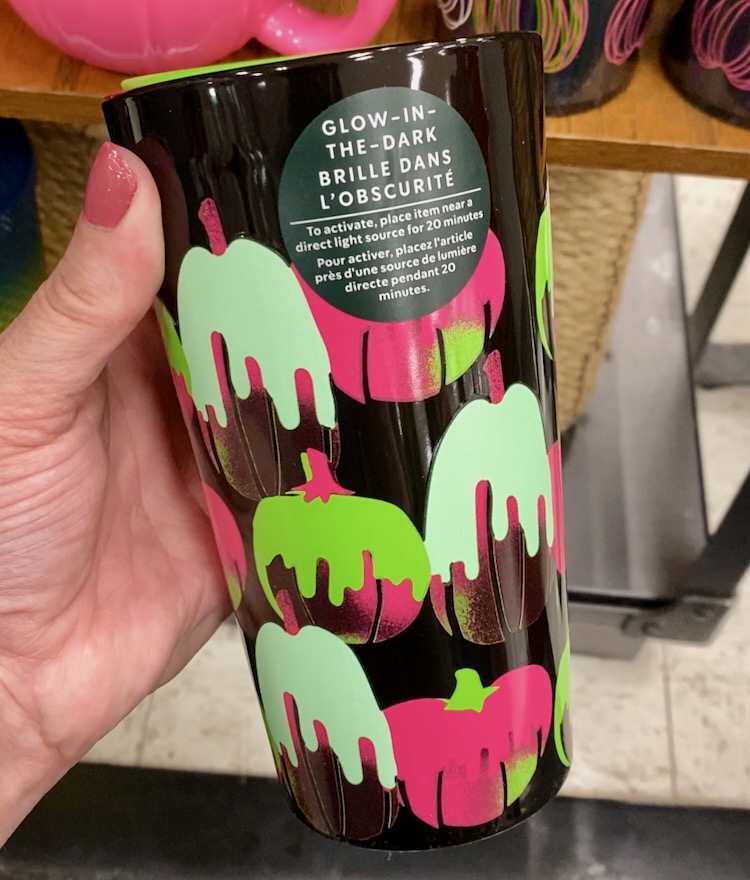 GLOW-IN-
THE-DARK
BRILLE DANS
L'OBSCURITÉ
To activate, place item near a
direct light source for 20 minutes
Pour activer, placez l'article
près d'une source de lumière
directe pendant 20
minutes.